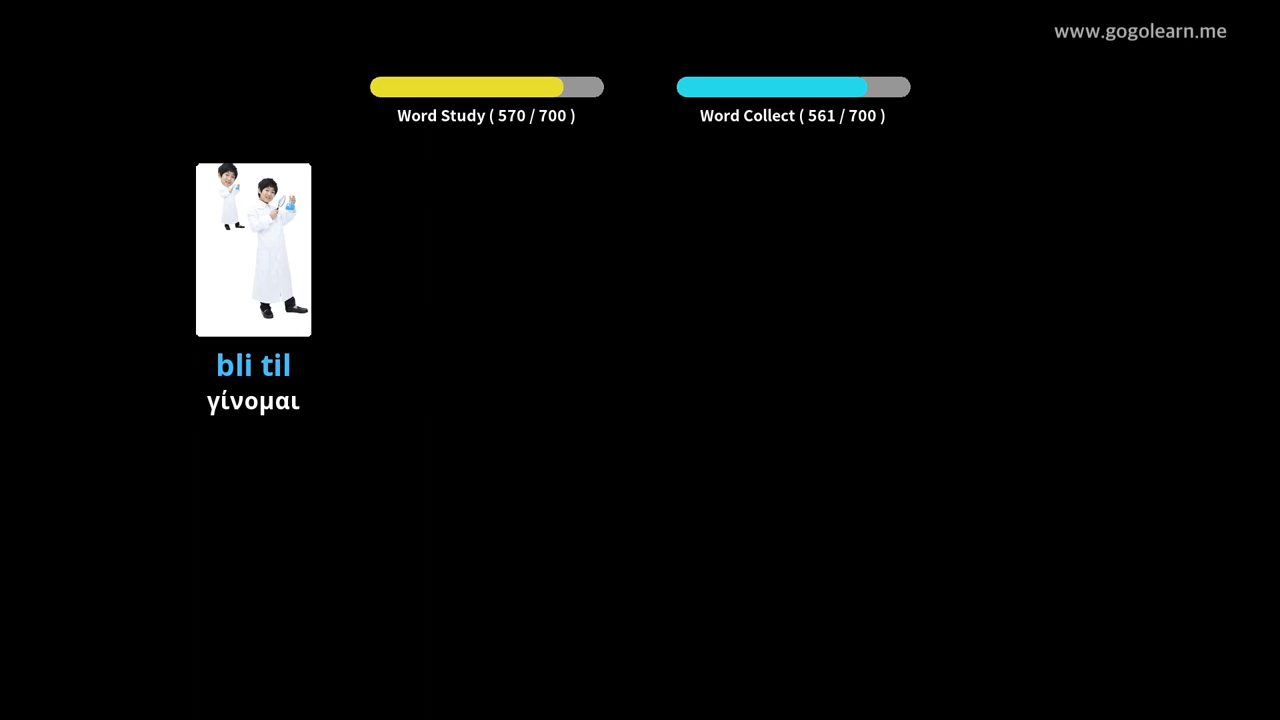 www.gogolearn.me
Word Study ( 570 / 700 )
Word Collect ( 561 / 700 )
bli til
γίνομαι